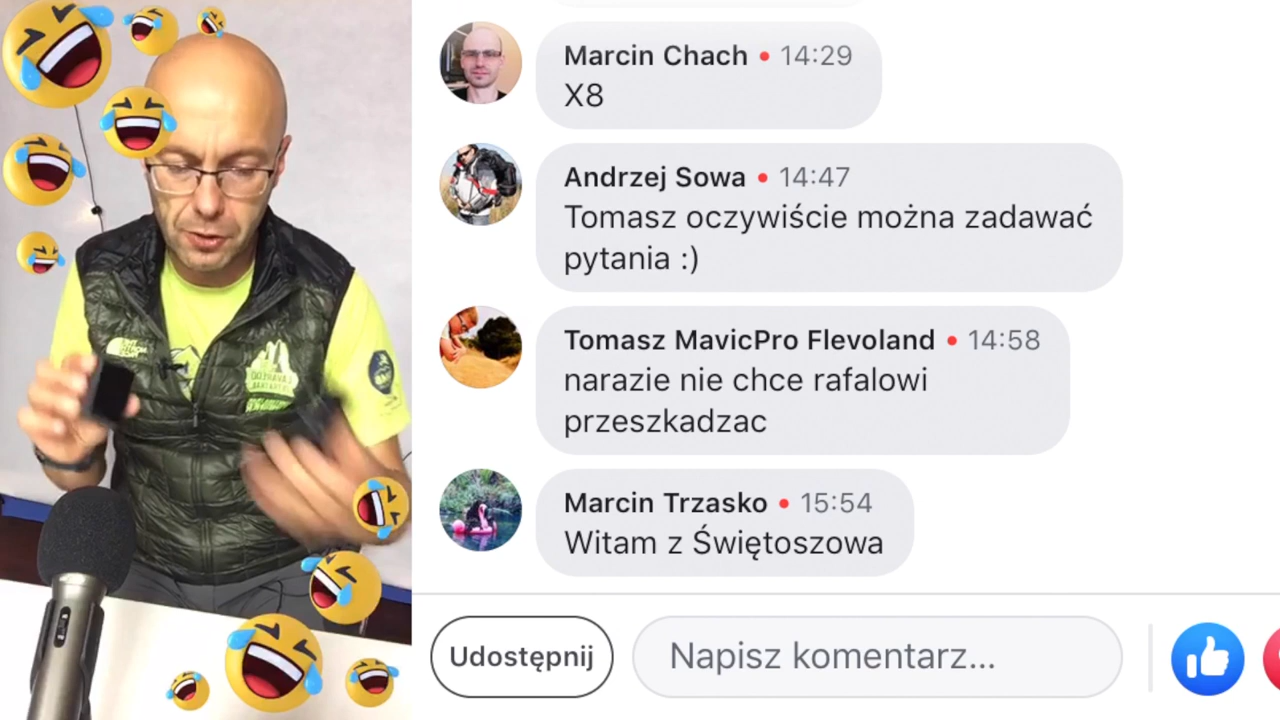 Marcin Chach • 14:29
X8
Andrzej Sowa • 14:47
Tomasz oczywiście można zadawać
pytania :)
Tomasz MavicPro Flevoland • 14:58
narazie nie chce rafalowi
przeszkadzac
Marcin Trzasko • 15:54
Witam z Świętoszowa
Udostępnij
Napisz komentarz...